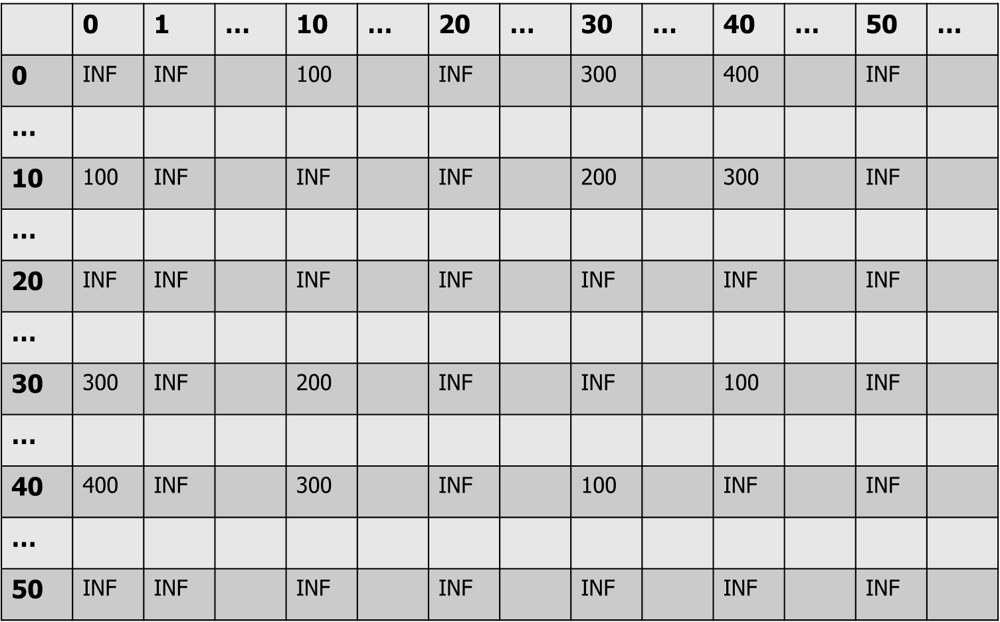 0 1 ... 10 ... 20 ... 30 ... 40 ... 50 ...
0 INF INF 100 INF 300 400 INF
...
10 100 INF INF INF 200 300 INF
...
20 INF INF INF INF INF INF INF
...
30 300 INF 200 INF INF 100 INF
...
40 400 INF 300 INF 100 INF INF
...
50 INF INF INF INF INF INF INF